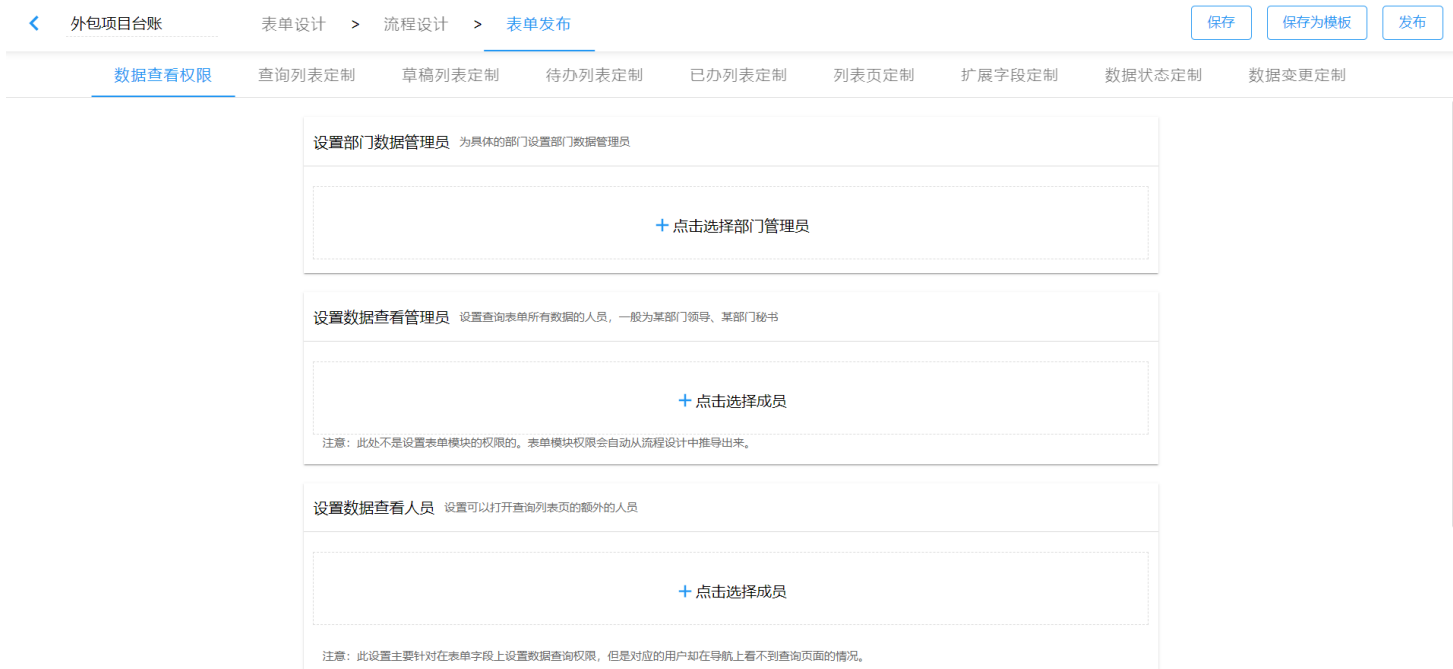 外包项目台账 表单设计 > 流程设计 > 表单发布 保存 保存为模板 发布
数据查看权限 查询列表定制 草稿列表定制 待办列表定制 已办列表定制 列表页定制 扩展字段定制 数据状态定制 数据变更定制
设置部门数据管理员 为具体的部门设置部门数据管理员
+ 点击选择部门管理员
设置数据查看管理员 设置查询表单所有数据的人员，一般为某部门领导、某部门秘书
+ 点击选择成员
注意：此处不是设置表单模块的权限的。表单模块权限会自动从流程设计中推导出来。
设置数据查看人员 设置可以打开查询列表页的额外的人员
+ 点击选择成员
注意：此设置主要针对在表单字段上设置数据查询权限，但是对应的用户却在导航上看不到查询页面的情况。